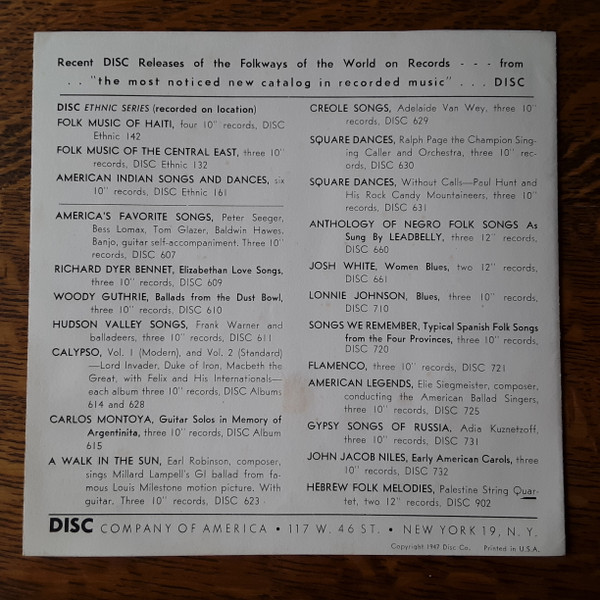 Recent DISC Releases of the Folkways of the World on Records - - - from
. . "the most noticed new catalog in recorded music" . . . DISC
DISC ETHNIC SERIES (recorded on location)
FOLK MUSIC OF HAITI, four 10" records, DISC
Ethnic 142
FOLK MUSIC OF THE CENTRAL EAST, three 10"
records, DISC Ethnic 132
AMERICAN INDIAN SONGS AND DANCES, six
10" records, DISC Ethnic 161
AMERICA'S FAVORITE SONGS, Peter Seeger,
Bess Lomax, Tom Glazer, Baldwin Hawes.
Banjo, guitar self-accompaniment. Three 10"
records, DISC 607
RICHARD DYER BENNET, Elizabethan Love Songs,
three 10" records, DISC 609
WOODY GUTHRIE, Ballads from the Dust Bowl,
three 10" records, DISC 610
HUDSON VALLEY SONGS, Frank Warner and
balladeers, three 10" records, DISC 611
CALYPSO, Vol. 1 (Modern), and Vol. 2 (Standard)
—Lord Invader, Duke of Iron, Macbeth the
Great, with Felix and His Internationals—
each album three 10" records, DISC Albums
614 and 628
CARLOS MONTOYA, Guitar Solos in Memory of
Argentinita, three 10" records, DISC Album
615
A WALK IN THE SUN, Earl Robinson, composer,
sings Millard Lampell's GI ballad from fa-
mous Louis Milestone motion picture. With
guitar. Three 10" records, DISC 623
CREOLE SONGS, Adelaide Van Wey, three 10"
records, DISC 629
SQUARE DANCES, Ralph Page the Champion Sing-
ing Caller and Orchestra, three 10" rec-
ords, DISC 630
SQUARE DANCES, Without Calls—Paul Hunt and
His Rock Candy Mountaineers, three 10"
records, DISC 631
ANTHOLOGY OF NEGRO FOLK SONGS As
Sung By LEADBELLY, three 12" records,
DISC 660
JOSH WHITE, Women Blues, two 12" records,
DISC 661
LONNIE JOHNSON, Blues, three 10" records,
DISC 710
SONGS WE REMEMBER, Typical Spanish Folk Songs
from the Four Provinces, three 10" records,
DISC 720
FLAMENCO, three 10" records, DISC 721
AMERICAN LEGENDS, Elie Siegmeister, composer,
conducting the American Ballad Singers,
three 10" records, DISC 725
GYPSY SONGS OF RUSSIA, Adia Kuznetzoff,
three 10" records, DISC 731
JOHN JACOB NILES, Early American Carols, three
10" records, DISC 732
HEBREW FOLK MELODIES, Palestine String Quar-
tet, two 12" records, DISC 902
DISC COMPANY OF AMERICA • 117 W. 46 ST. • NEW YORK 19, N. Y.
Copyright 1947 Disc Co. Printed in U.S.A.